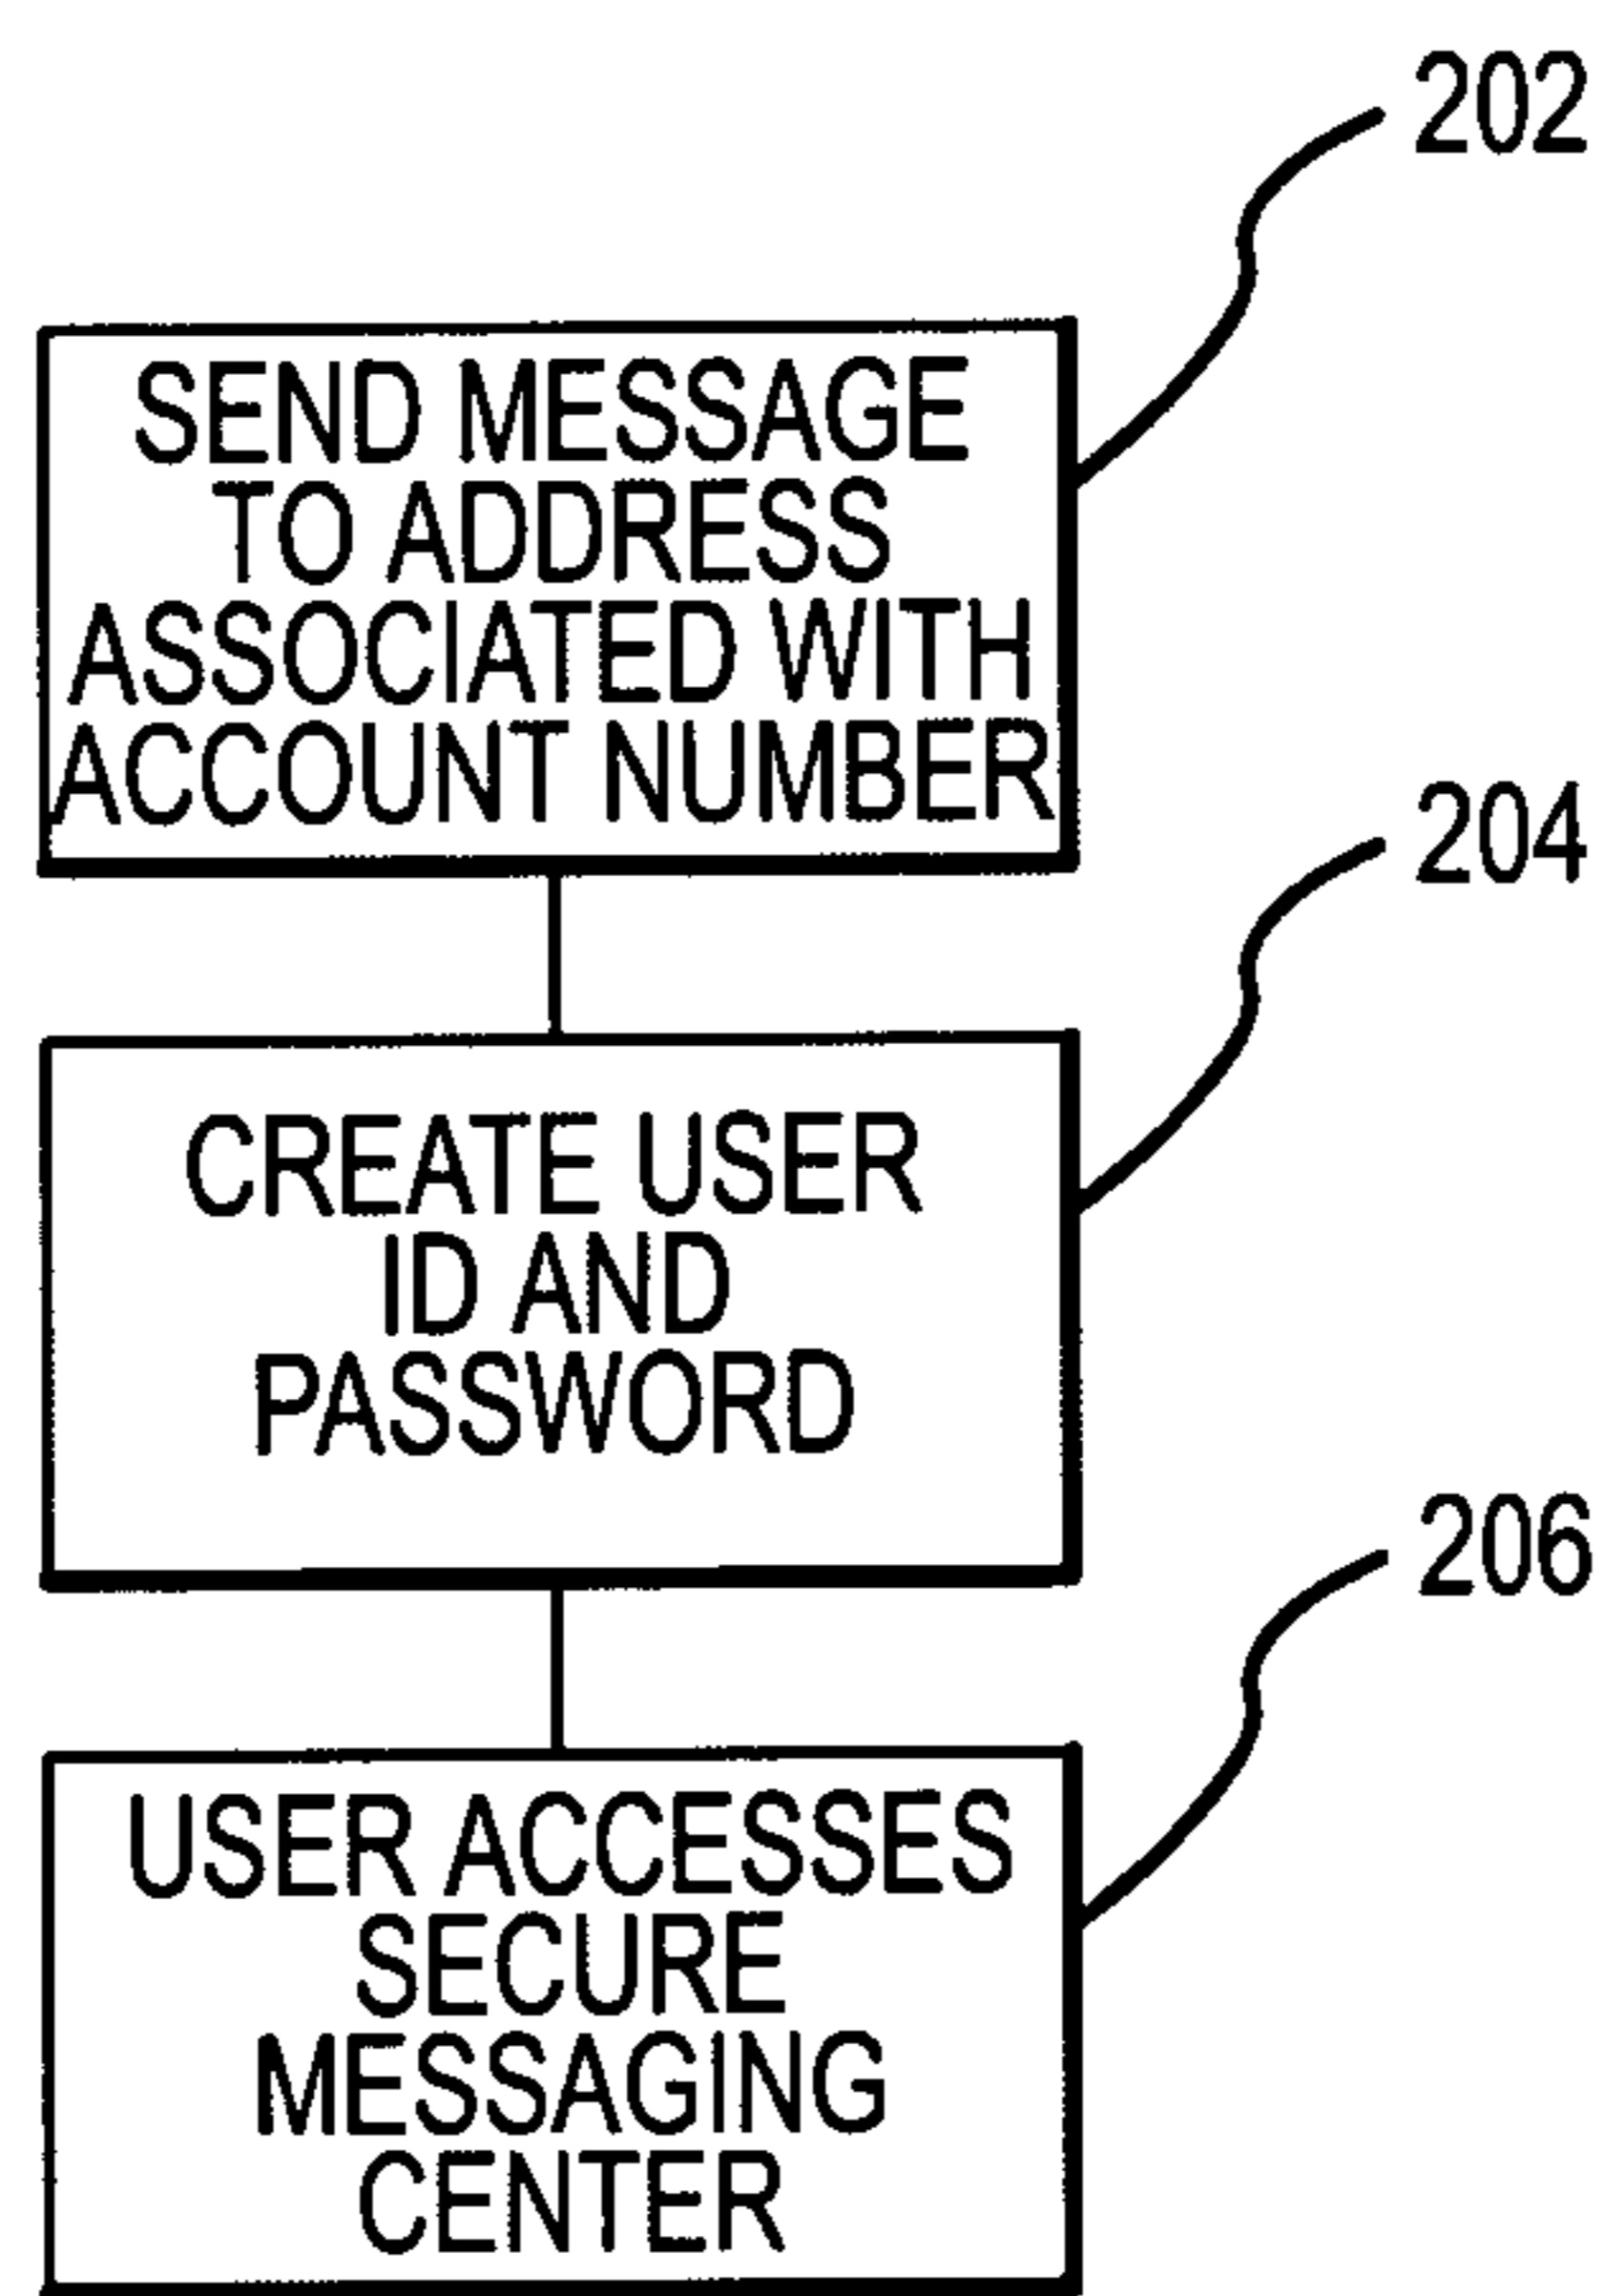 202
SEND MESSAGE
TO ADDRESS
ASSOCIATED WITH
ACCOUNT NUMBER
204
CREATE USER
ID AND
PASSWORD
206
USER ACCESSES
SECURE
MESSAGING
CENTER